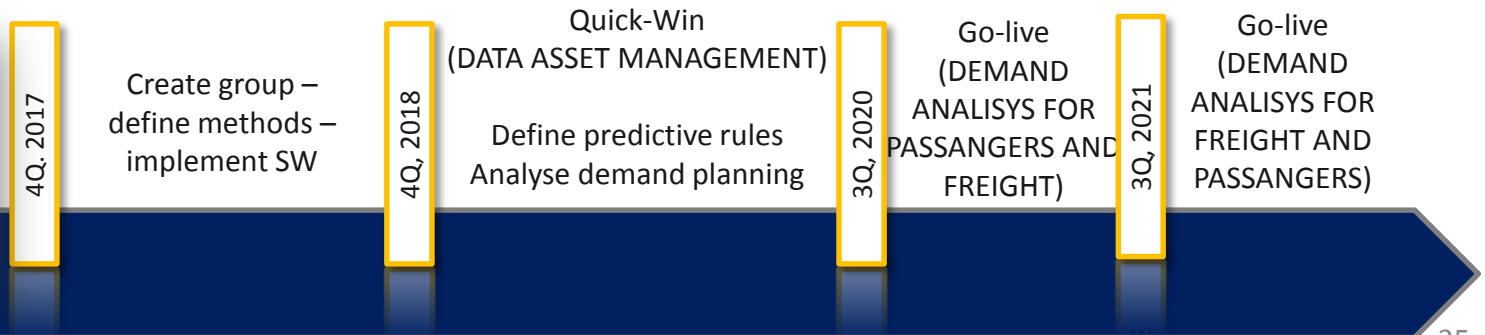 4Q. 2017
Create group –
define methods –
implement SW
4Q, 2018
Quick-Win
(DATA ASSET MANAGEMENT)
Define predictive rules
Analyse demand planning
3Q, 2020
Go-live
(DEMAND
ANALISYS FOR
PASSANGERS AND
FREIGHT)
3Q, 2021
Go-live
(DEMAND
ANALISYS FOR
FREIGHT AND
PASSANGERS)